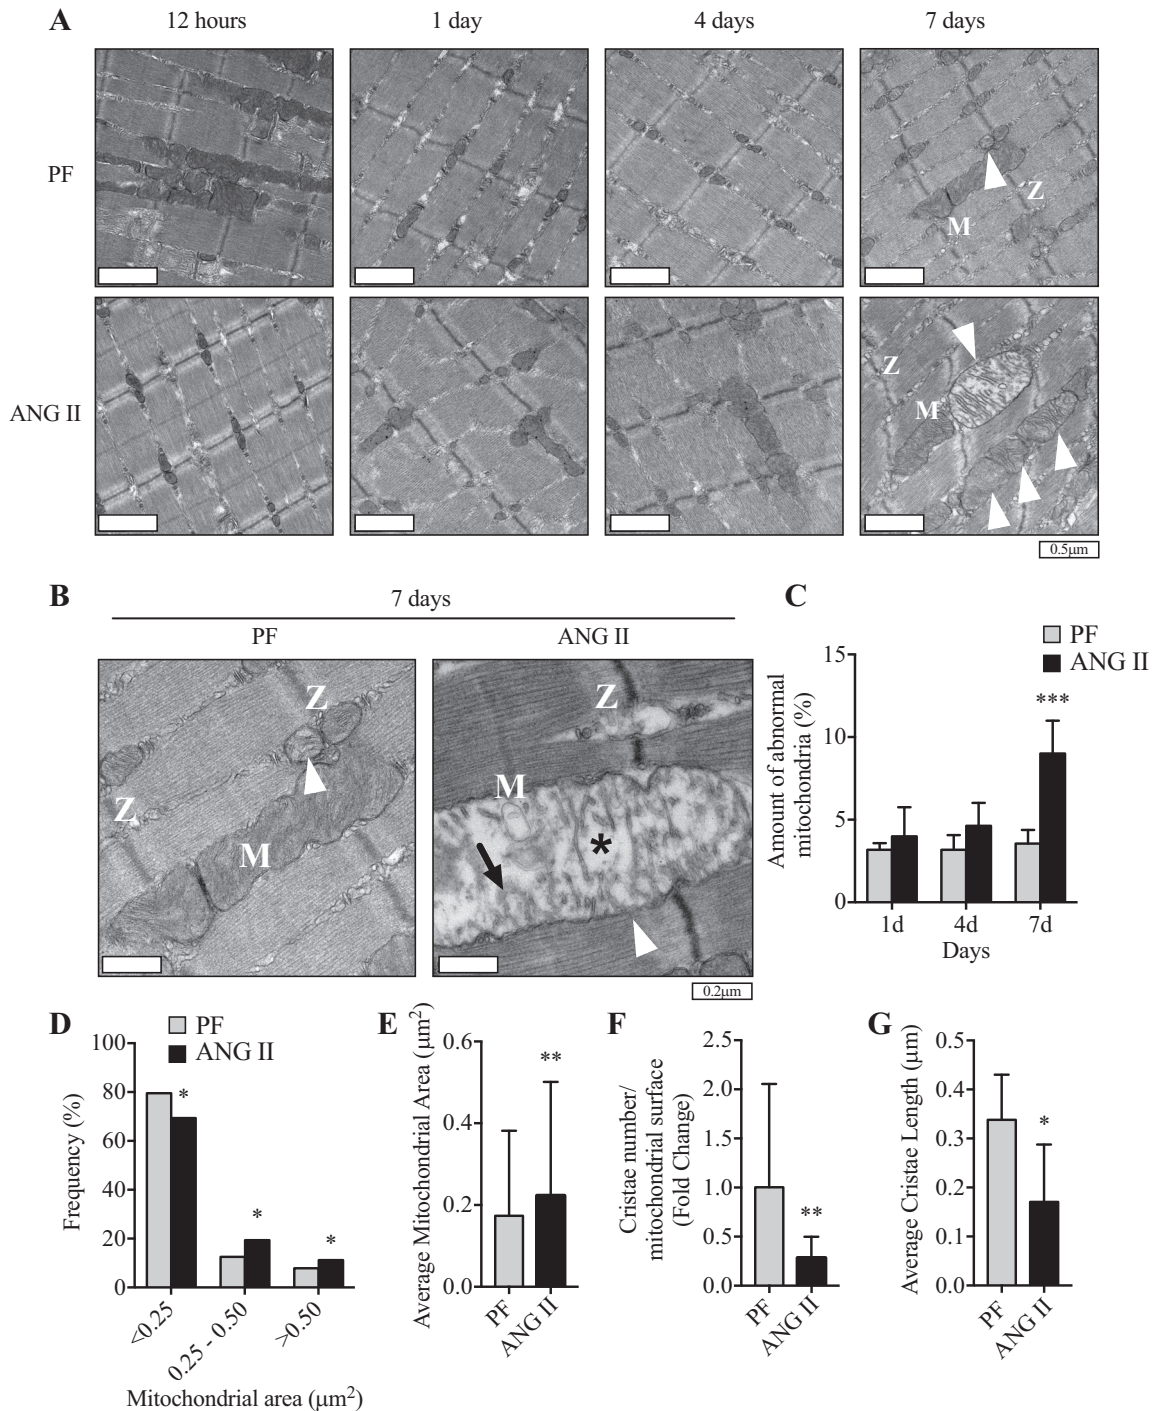 A
12 hours
1 day
4 days
7 days
PF
Z
M
ANG II
Z
M
0.5μm
B
7 days
PF
ANG II
Z
Z
M
Z
M
*
0.2μm
C
PF
ANG II
Amount of abnormal
mitochondria (%)
15
10
5
0
***
1d
4d
7d
Days
D
PF
ANG II
Frequency (%)
100
80
60
40
20
0
*
*
*
<0.25
0.25 - 0.50
>0.50
Mitochondrial area (μm²)
E
Average Mitochondrial Area (μm²)
0.6
0.4
0.2
0.0
**
PF
ANG II
F
Cristae number/
mitochondrial surface
(Fold Change)
2.5
2.0
1.5
1.0
0.5
0.0
**
PF
ANG II
G
Average Cristae Length (μm)
0.5
0.4
0.3
0.2
0.1
0.0
*
PF
ANG II